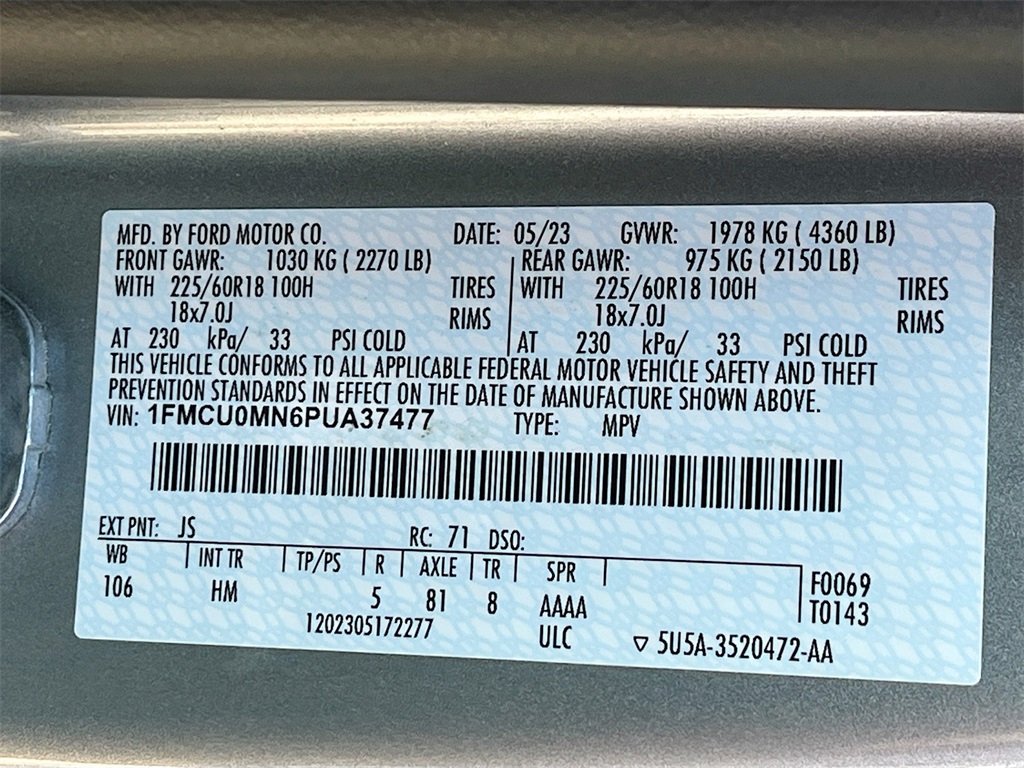 MFD. BY FORD MOTOR CO. DATE: 05/23 GVWR: 1978 KG ( 4360 LB)
FRONT GAWR: 1030 KG ( 2270 LB) REAR GAWR: 975 KG ( 2150 LB)
WITH 225/60R18 100H TIRES WITH 225/60R18 100H TIRES
18x7.0J RIMS 18x7.0J RIMS
AT 230 kPa/ 33 PSI COLD AT 230 kPa/ 33 PSI COLD
THIS VEHICLE CONFORMS TO ALL APPLICABLE FEDERAL MOTOR VEHICLE SAFETY AND THEFT
PREVENTION STANDARDS IN EFFECT ON THE DATE OF MANUFACTURE SHOWN ABOVE.
VIN: 1FMCU0MN6PUA37477 TYPE: MPV
EXT PNT: JS RC: 71 DSO:
WB INT TR TP/PS R AXLE TR SPR F0069
106 HM 5 81 8 AAAA T0143
1202305172277 ULC ▽ 5U5A-3520472-AA